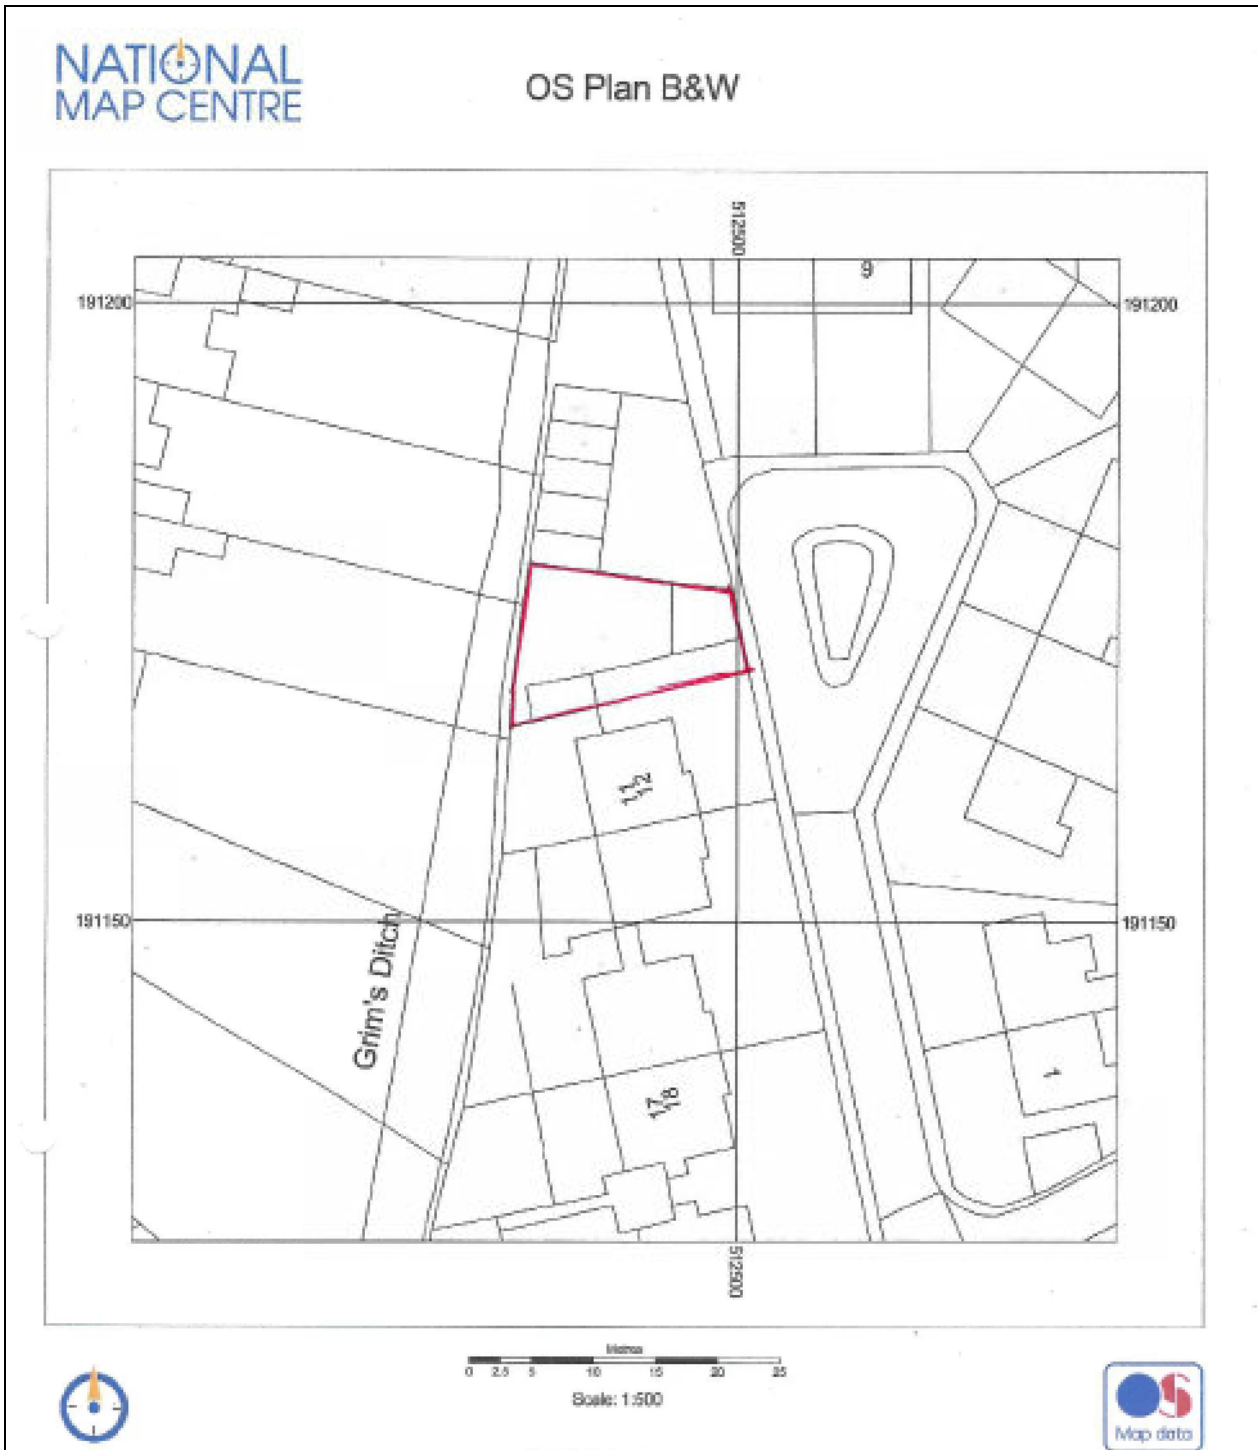 NATIONAL
MAP CENTRE
OS Plan B&W
512500
9
191200
191200
11
12
191150
191150
Grim's Ditch
1
17
18
512500
Metres
0 2.5 5 10 15 20 25
Scale: 1:500
OS
Map data